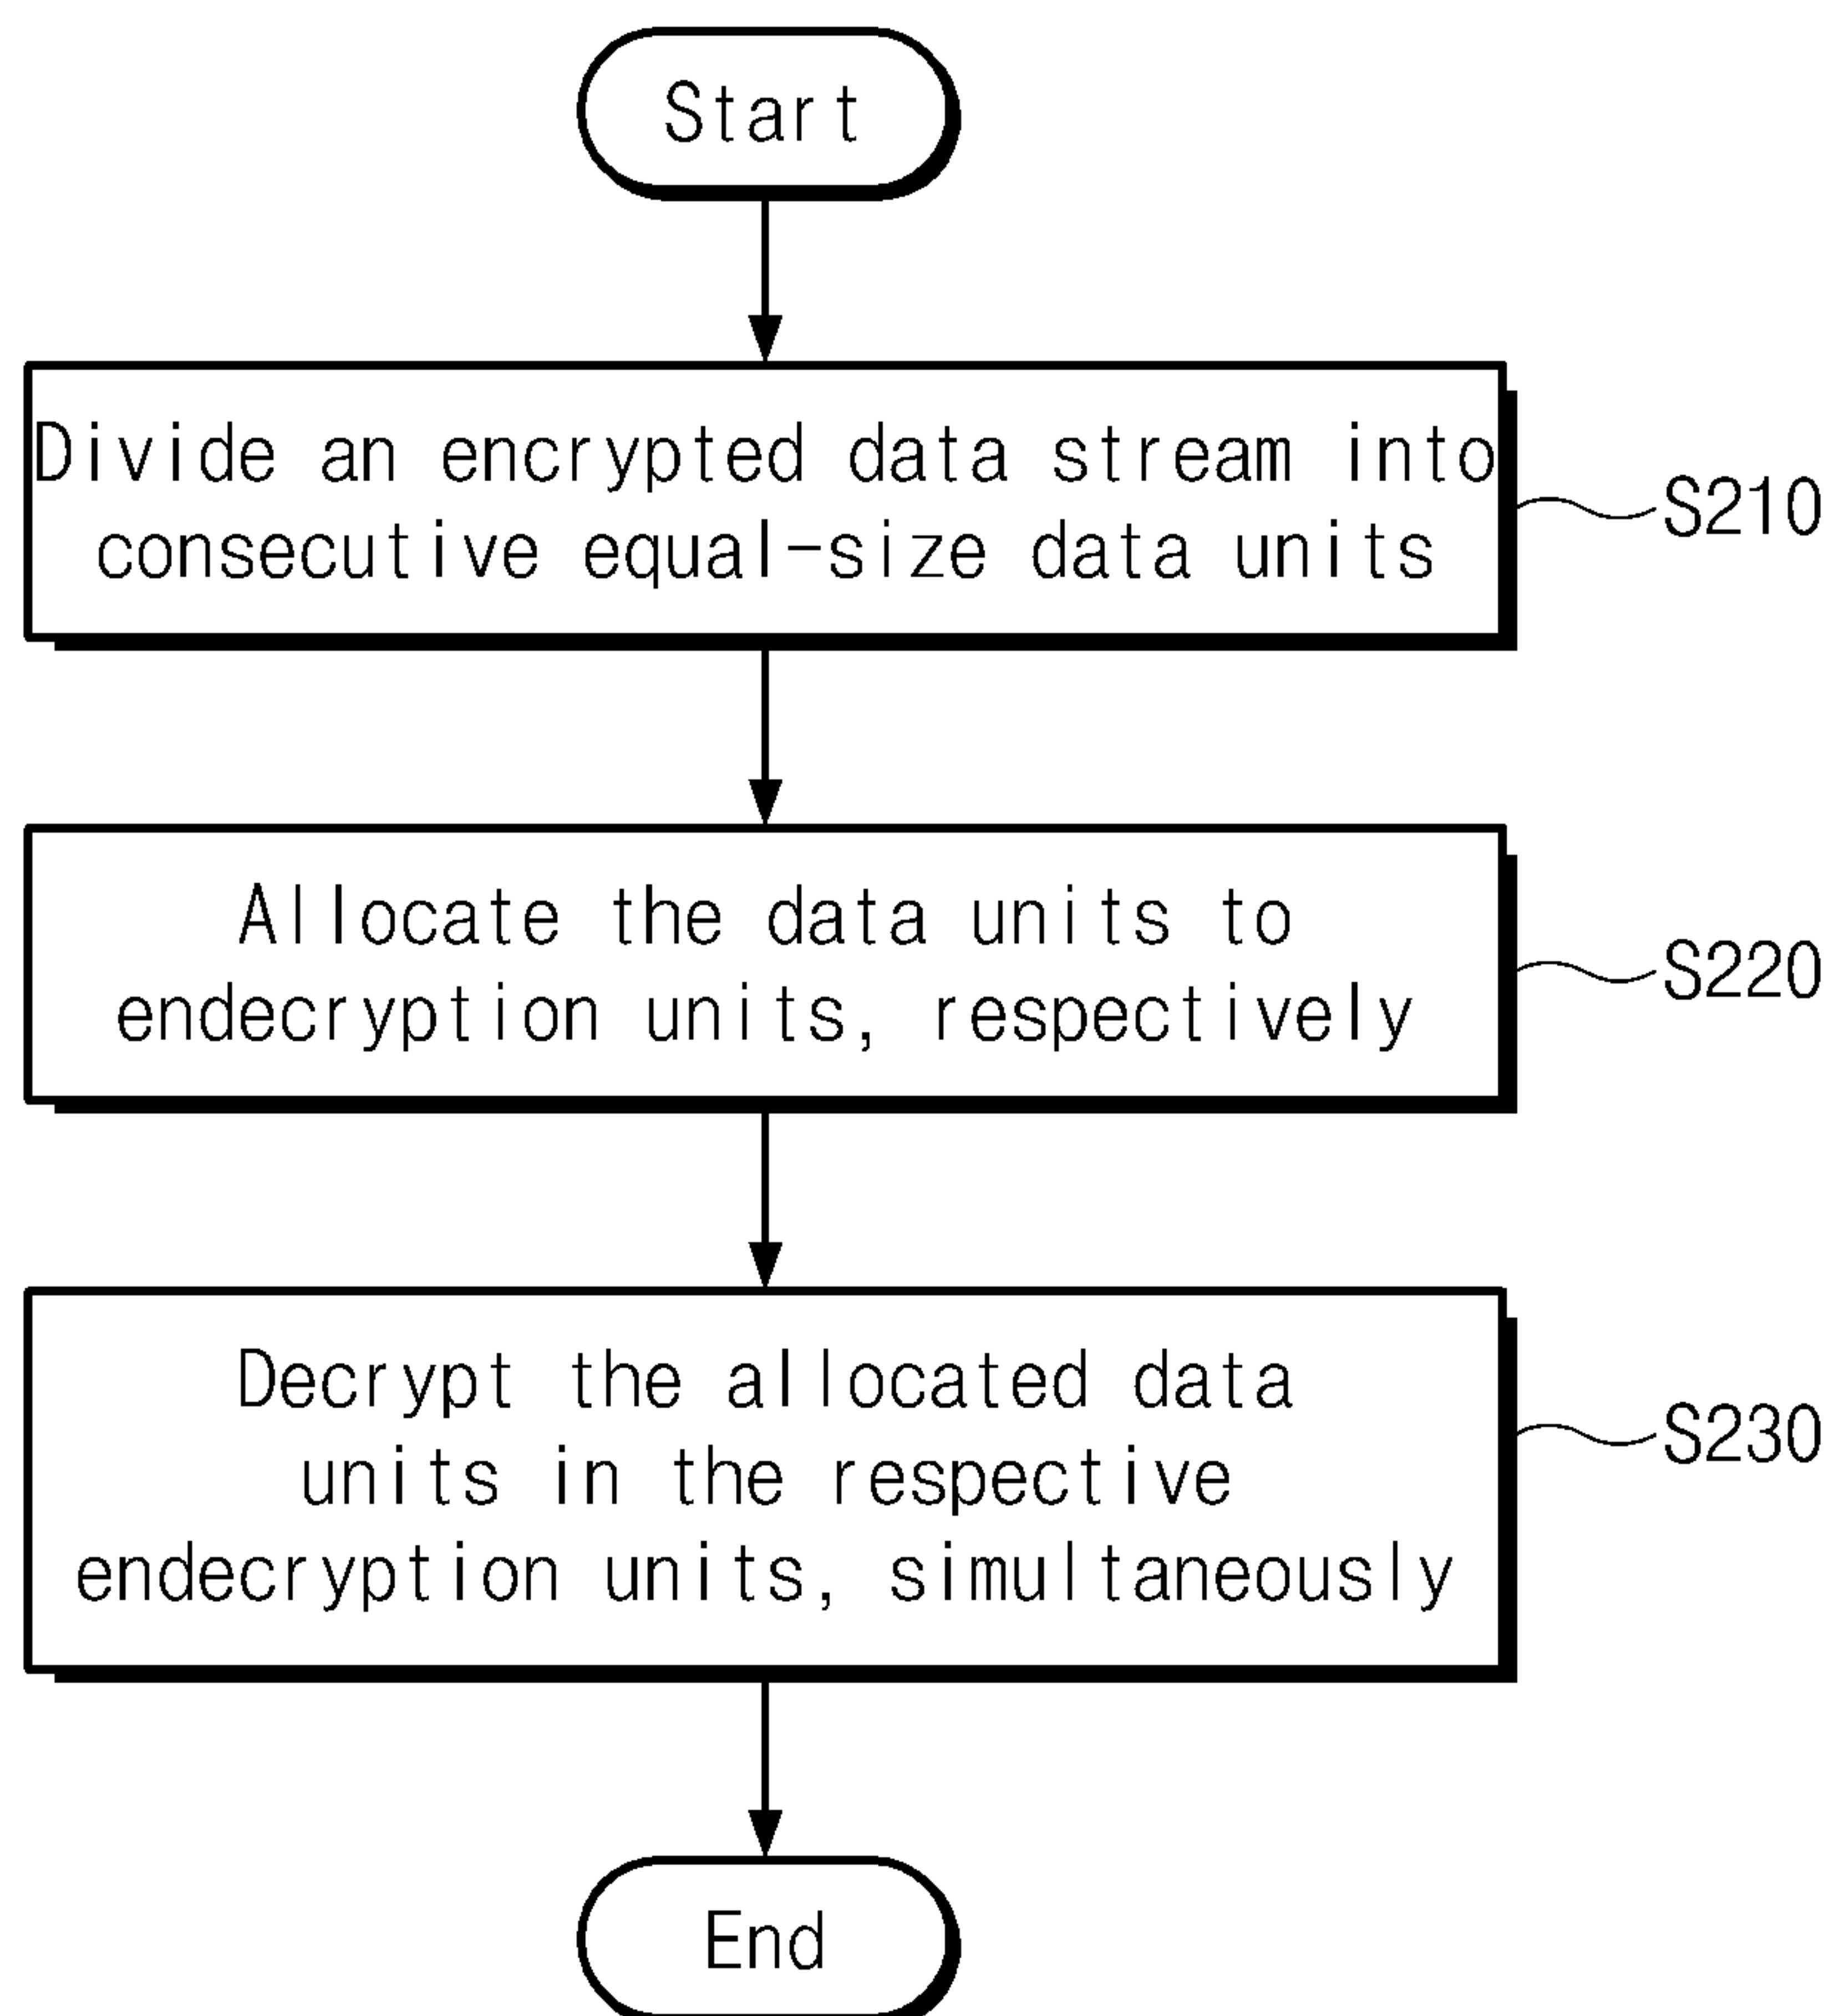 Start
Divide an encrypted data stream into
consecutive equal-size data units
S210
Allocate the data units to
endecryption units, respectively
S220
Decrypt the allocated data
units in the respective
endecryption units, simultaneously
S230
End